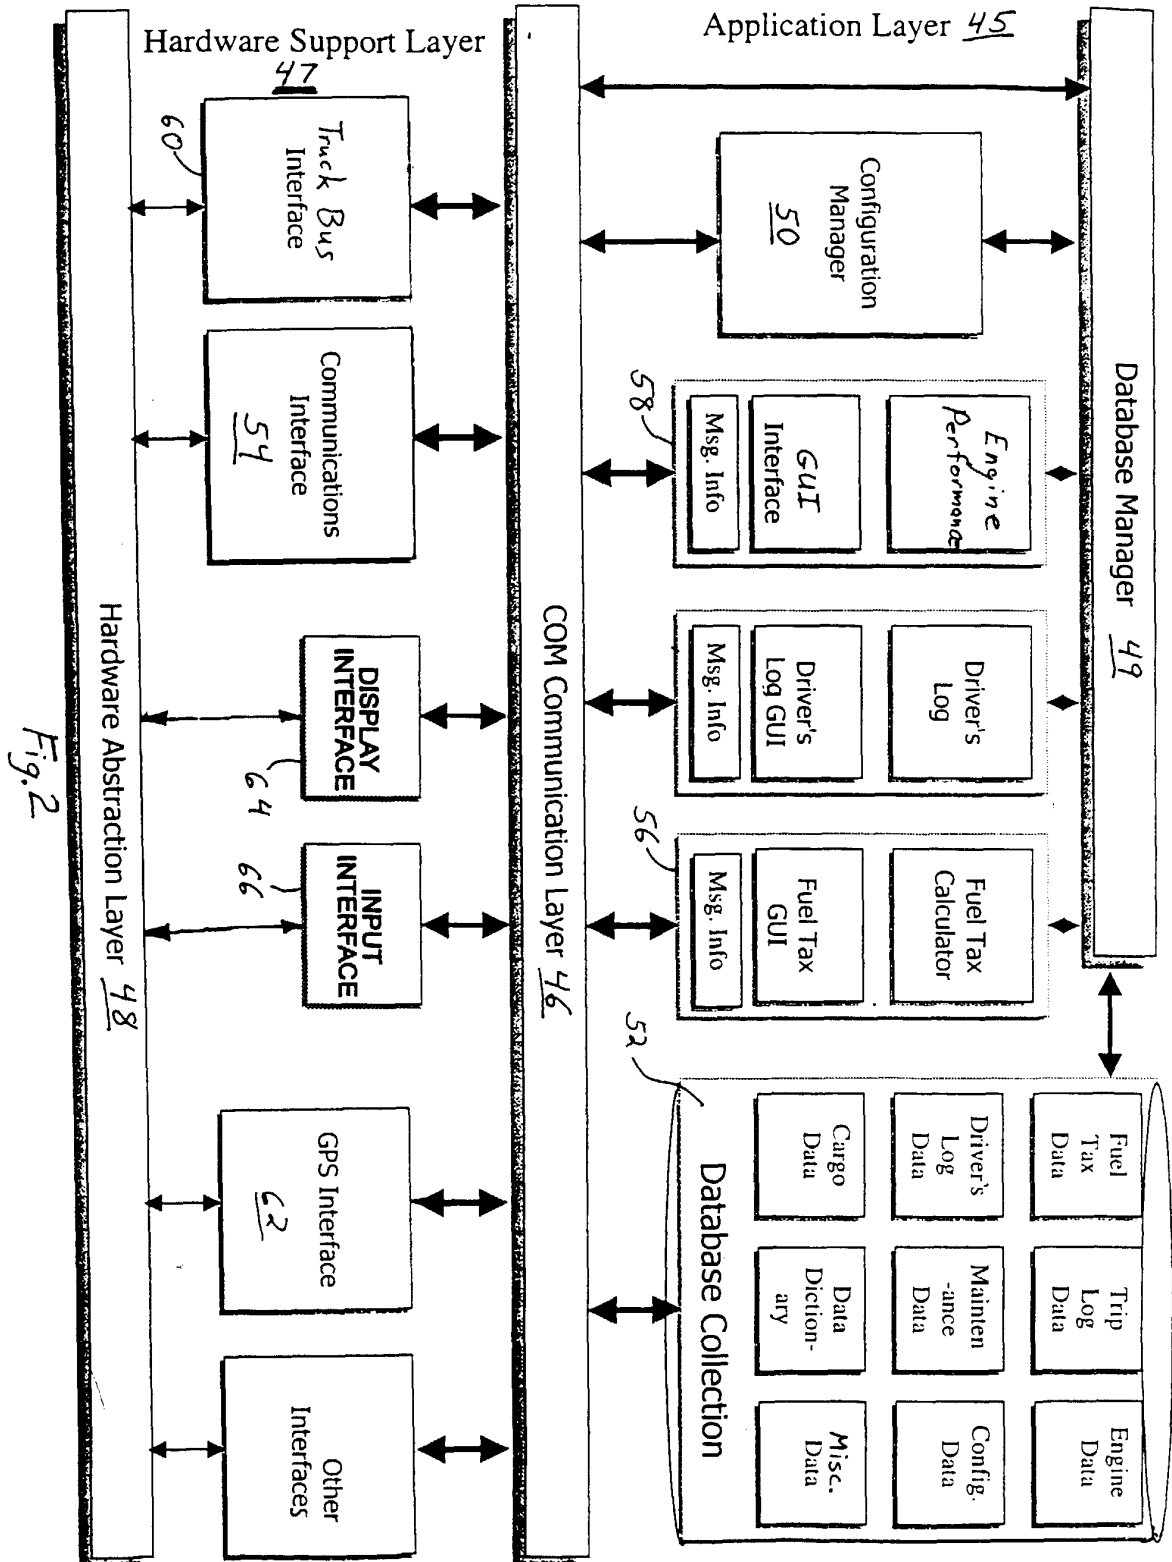 Application Layer 45
Hardware Support Layer
47
Database Manager 49
Configuration
Manager
50
58
Engine
Performance
GUI
Interface
Msg. Info
Driver's
Log
Driver's
Log GUI
Msg. Info
56
Fuel Tax
Calculator
Fuel Tax
GUI
Msg. Info
52
Fuel
Tax
Data
Trip
Log
Data
Engine
Data
Driver's
Log
Data
Mainten
-ance
Data
Config.
Data
Cargo
Data
Data
Diction-
ary
Misc.
Data
Database Collection
COM Communication Layer 46
60
Truck Bus
Interface
Communications
Interface
54
DISPLAY
INTERFACE
64
INPUT
INTERFACE
66
GPS Interface
62
Other
Interfaces
Hardware Abstraction Layer 48
Fig.2